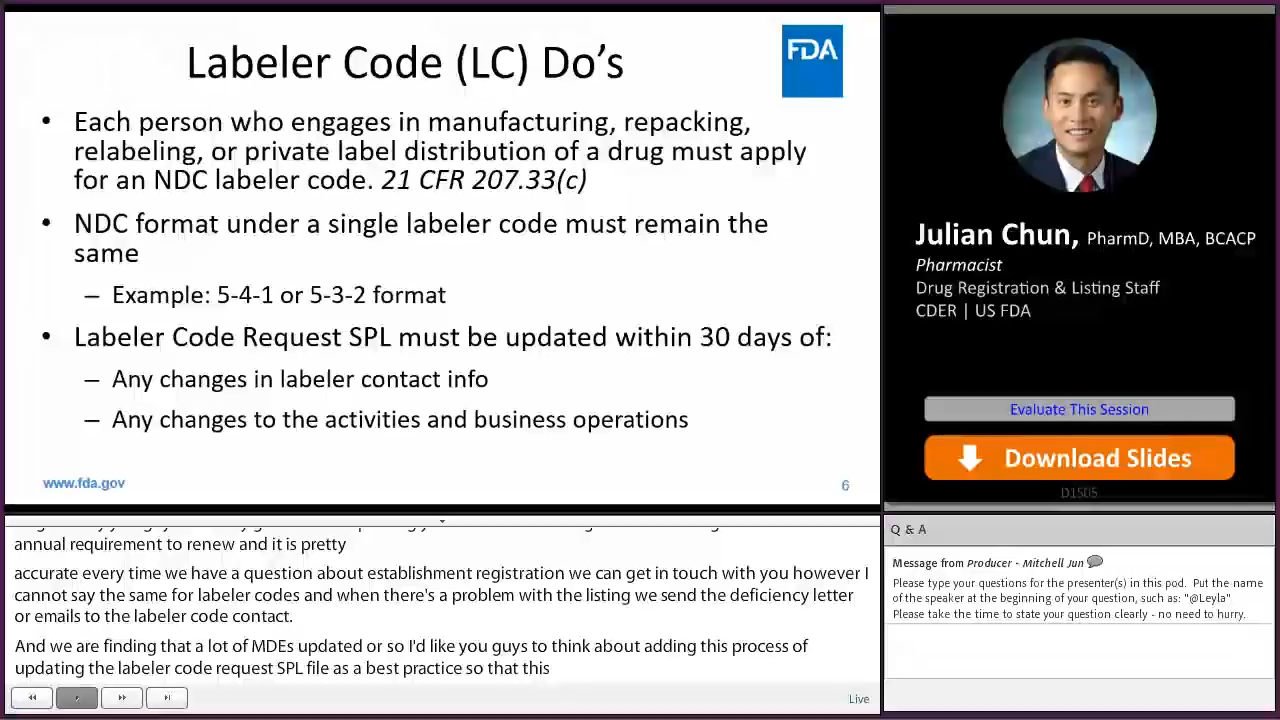 Labeler Code (LC) Do's
FDA
• Each person who engages in manufacturing, repacking,
relabeling, or private label distribution of a drug must apply
for an NDC labeler code. 21 CFR 207.33(c)
• NDC format under a single labeler code must remain the
same
– Example: 5-4-1 or 5-3-2 format
• Labeler Code Request SPL must be updated within 30 days of:
– Any changes in labeler contact info
– Any changes to the activities and business operations
www.fda.gov
6
Julian Chun, PharmD, MBA, BCACP
Pharmacist
Drug Registration & Listing Staff
CDER | US FDA
Evaluate This Session
Download Slides
D1505
annual requirement to renew and it is pretty
accurate every time we have a question about establishment registration we can get in touch with you however I
cannot say the same for labeler codes and when there's a problem with the listing we send the deficiency letter
or emails to the labeler code contact.
And we are finding that a lot of MDEs updated or so I'd like you guys to think about adding this process of
updating the labeler code request SPL file as a best practice so that this
Live
Q & A
Message from Producer - Mitchell Jun
Please type your questions for the presenter(s) in this pod. Put the name
of the speaker at the beginning of your question, such as: "@Leyla"
Please take the time to state your question clearly - no need to hurry.